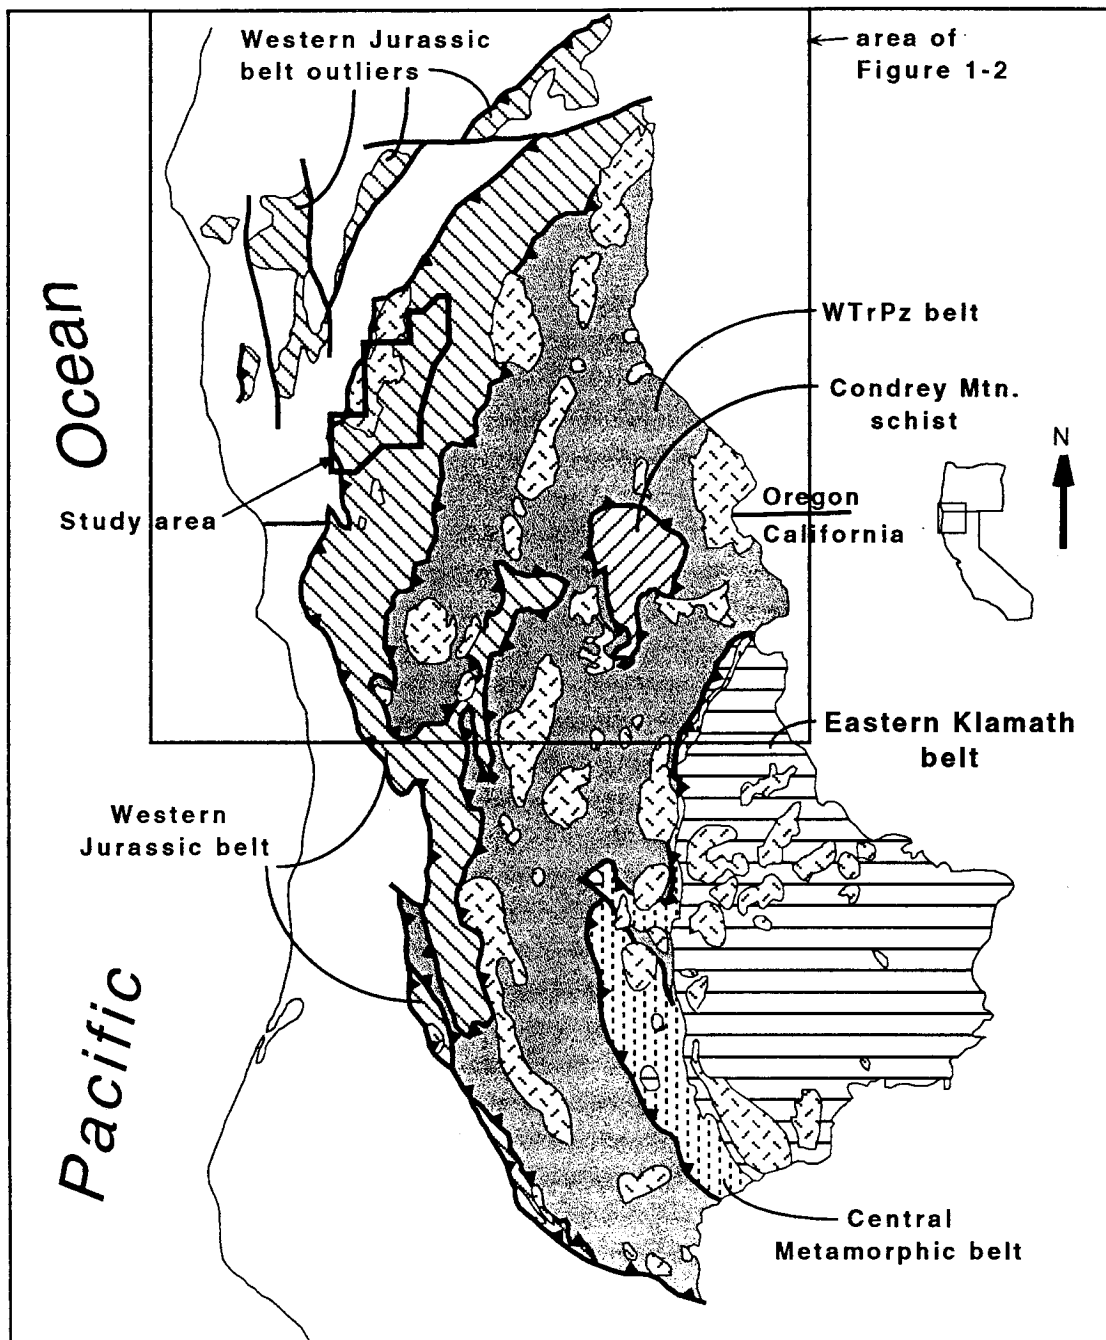 Western Jurassic
belt outliers
area of
Figure 1-2
Ocean
WTrPz belt
Condrey Mtn.
schist
N
Study area
Oregon
California
Eastern Klamath
belt
Western
Jurassic belt
Pacific
Central
Metamorphic belt